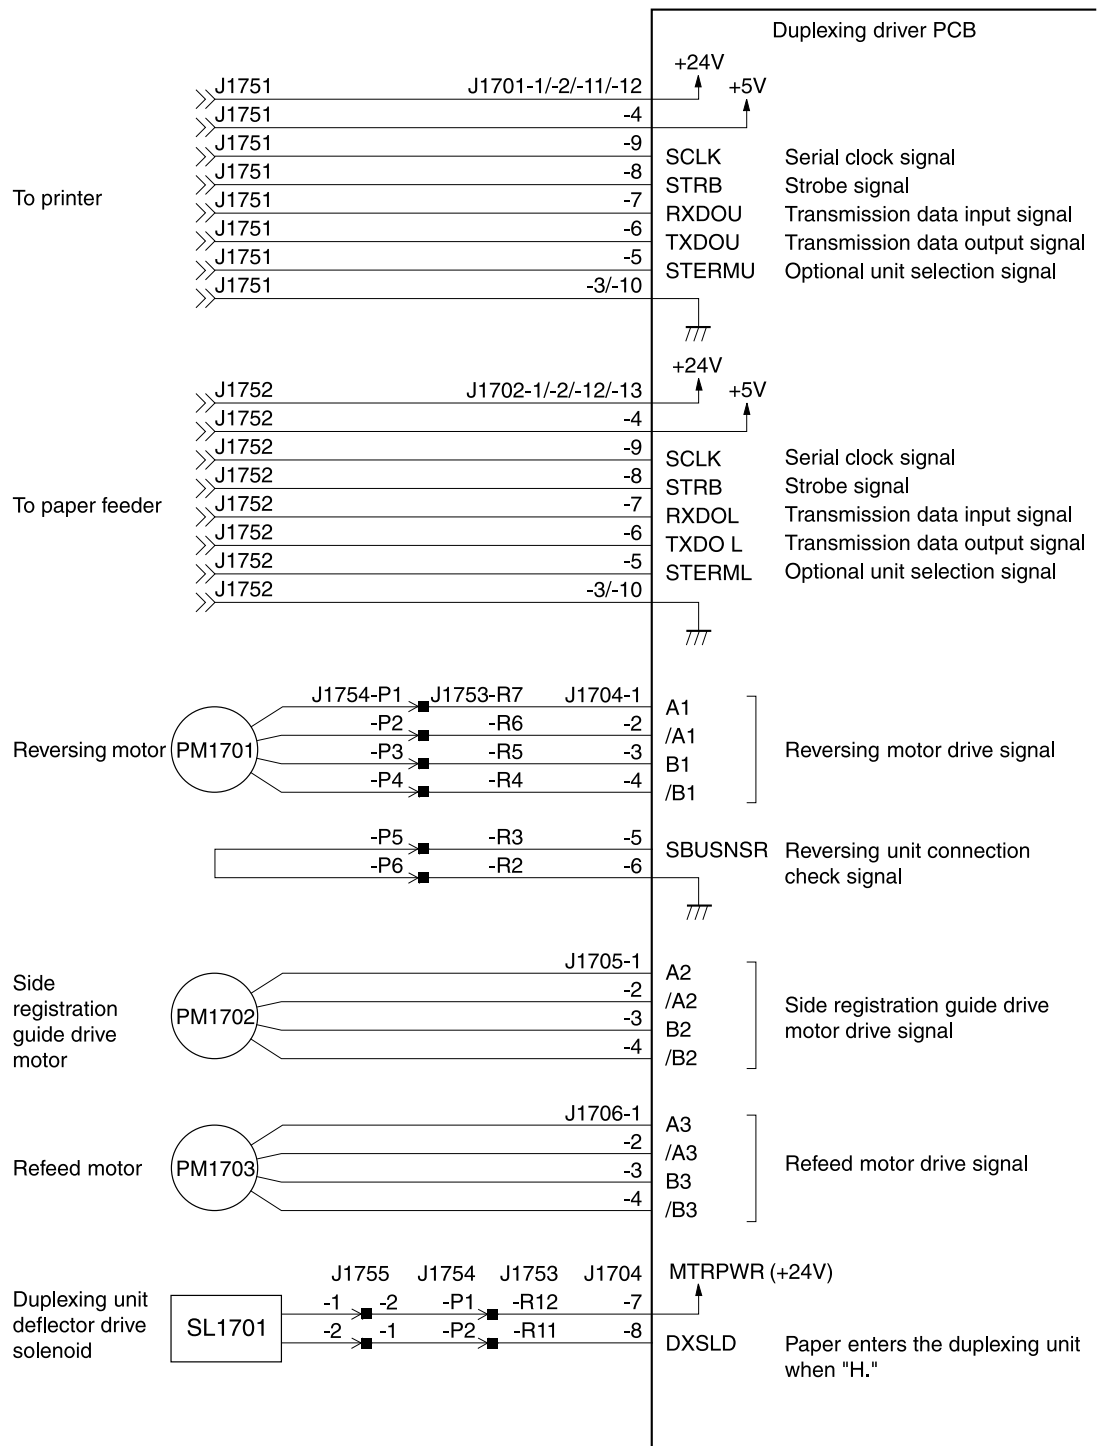 Duplexing driver PCB
+24V
J1751 J1701-1/-2/-11/-12 +5V
J1751 -4
J1751 -9 SCLK Serial clock signal
J1751 -8 STRB Strobe signal
To printer
J1751 -7 RXDOU Transmission data input signal
J1751 -6 TXDOU Transmission data output signal
J1751 -5 STERMU Optional unit selection signal
J1751 -3/-10
+24V
J1752 J1702-1/-2/-12/-13 +5V
J1752 -4
J1752 -9 SCLK Serial clock signal
J1752 -8 STRB Strobe signal
To paper feeder
J1752 -7 RXDOL Transmission data input signal
J1752 -6 TXDO L Transmission data output signal
J1752 -5 STERML Optional unit selection signal
J1752 -3/-10
J1754-P1 J1753-R7 J1704-1 A1
-P2 -R6 -2 /A1
Reversing motor PM1701 -P3 -R5 -3 B1 Reversing motor drive signal
-P4 -R4 -4 /B1
-P5 -R3 -5 SBUSNSR Reversing unit connection
check signal
-P6 -R2 -6
J1705-1 A2
Side
registration
guide drive
motor
PM1702
-2 /A2
-3 B2
-4 /B2
Side registration guide drive
motor drive signal
J1706-1 A3
-2 /A3
Refeed motor PM1703 -3 B3 Refeed motor drive signal
-4 /B3
J1755 J1754 J1753 J1704 MTRPWR (+24V)
Duplexing unit
deflector drive
solenoid
SL1701
-1 -2 -P1 -R12 -7
-2 -1 -P2 -R11 -8 DXSLD Paper enters the duplexing unit
when "H."